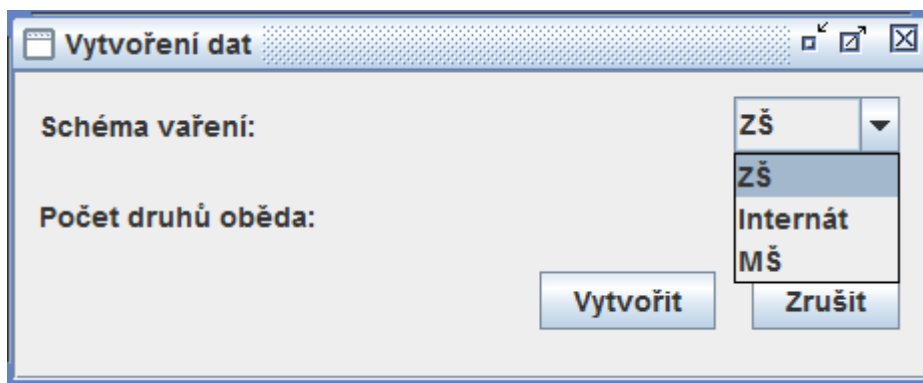 Vytvoření dat
Schéma vaření:
ZŠ
ZŠ
Internát
MŠ
Počet druhů oběda:
Vytvořit
Zrušit